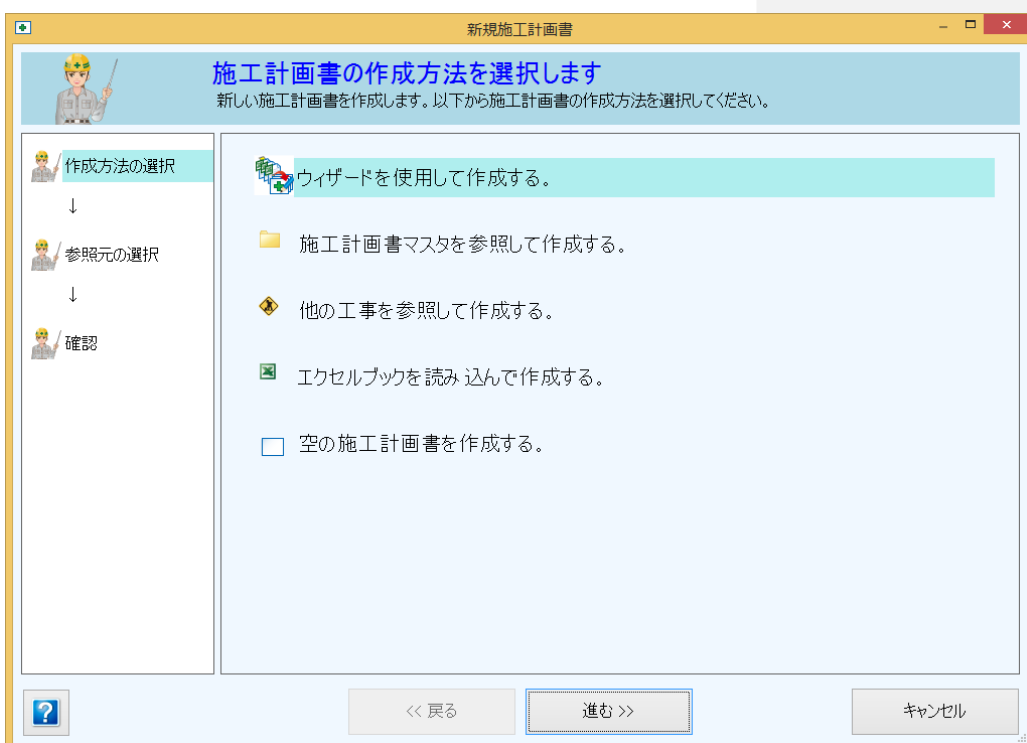 新規施工計画書
施工計画書の作成方法を選択します
新しい施工計画書を作成します。以下から施工計画書の作成方法を選択してください。
作成方法の選択
↓
参照元の選択
↓
確認
ウィザードを使用して作成する。
施工計画書マスタを参照して作成する。
他の工事を参照して作成する。
エクセルブックを読み込んで作成する。
空の施工計画書を作成する。
<< 戻る
進む >>
キャンセル